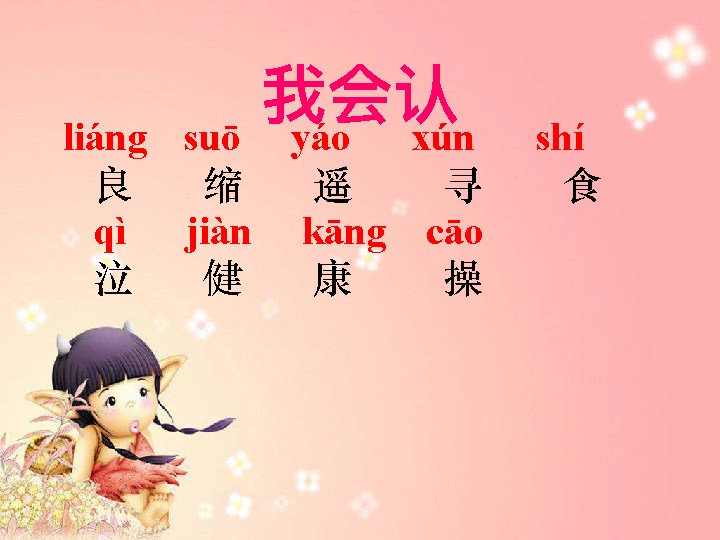 我会认
liáng suō yáo xún shí
良 缩 遥 寻 食
qì jiàn kāng cāo
泣 健 康 操